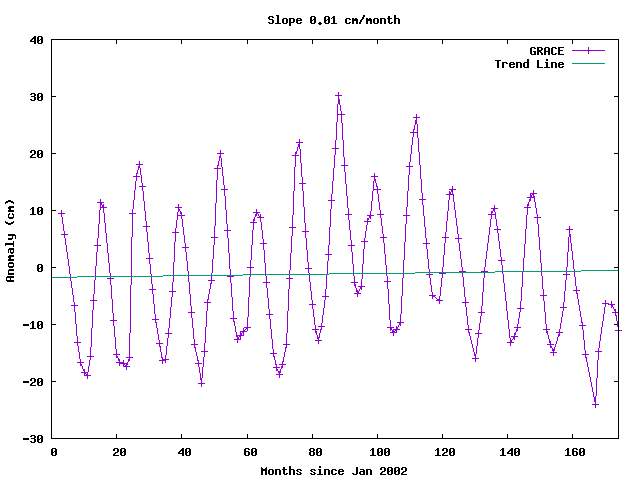 Slope 0.01 cm/month
GRACE
Trend Line
40
30
20
10
0
-10
-20
-30
Anomaly (cm)
0 20 40 60 80 100 120 140 160
Months since Jan 2002